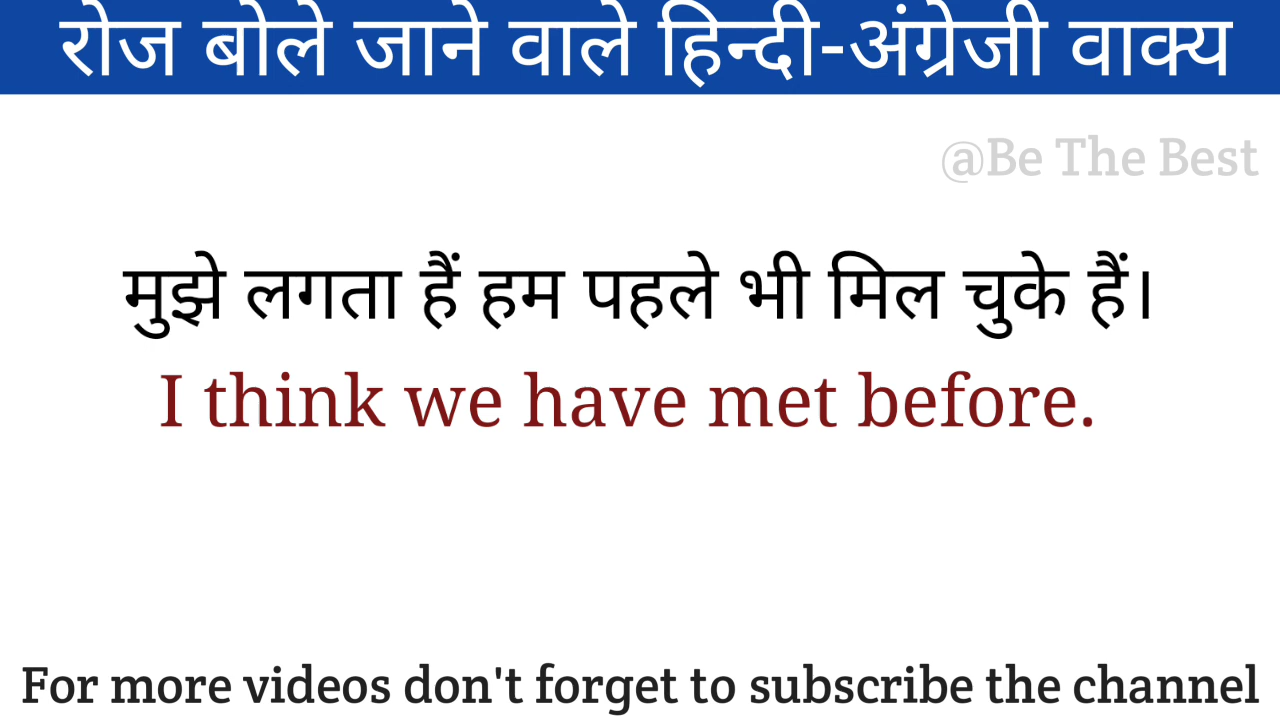 रोज बोले जाने वाले हिन्दी-अंग्रेजी वाक्य
@Be The Best
मुझे लगता हैं हम पहले भी मिल चुके हैं।
I think we have met before.
For more videos don't forget to subscribe the channel